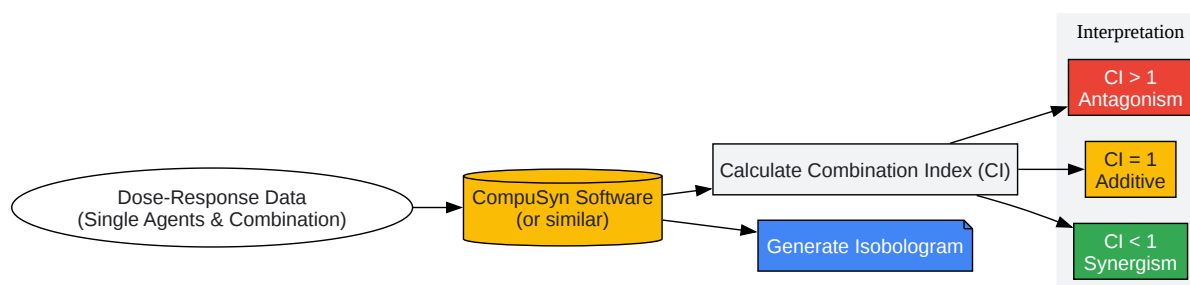 Dose-Response Data
(Single Agents & Combination)
CompuSyn Software
(or similar)
Calculate Combination Index (CI)
Generate Isobologram
Interpretation
CI > 1
Antagonism
CI = 1
Additive
CI < 1
Synergism